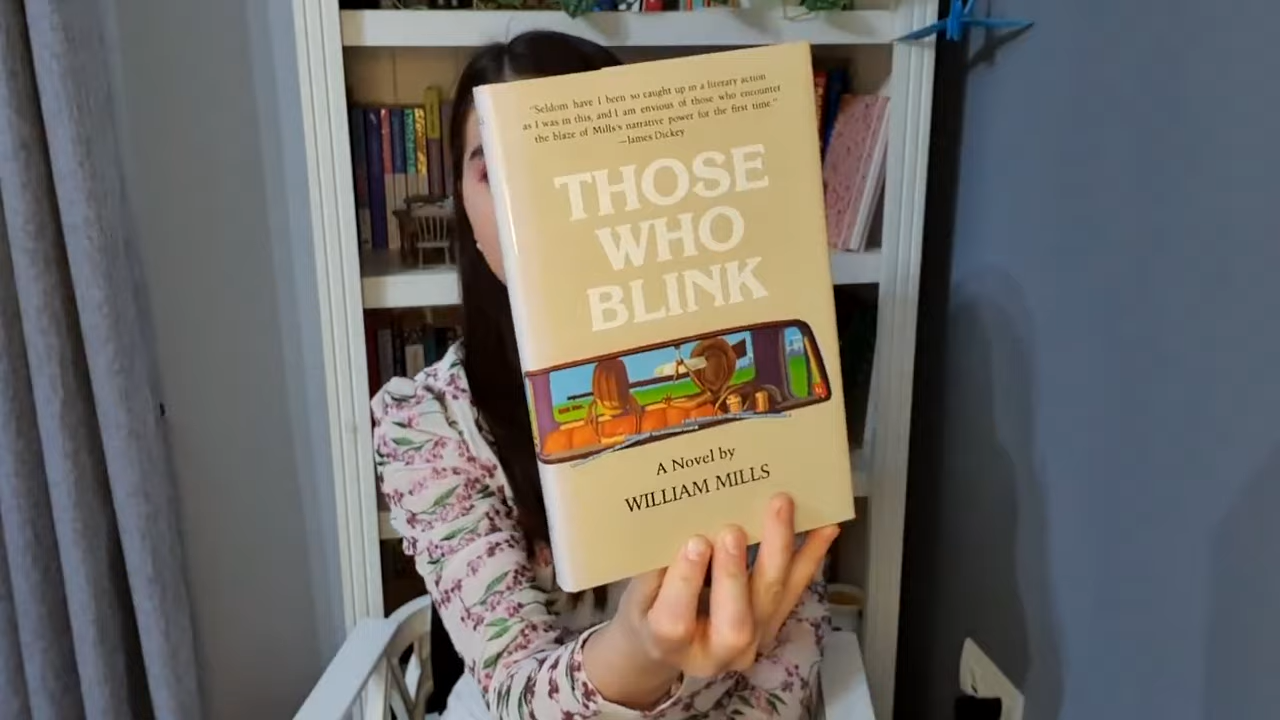 "Seldom have I been so caught up in a literary action
as I was in this, and I am envious of those who encounter
the blaze of Mills's narrative power for the first time."
—James Dickey
THOSE
WHO
BLINK
A Novel by
WILLIAM MILLS